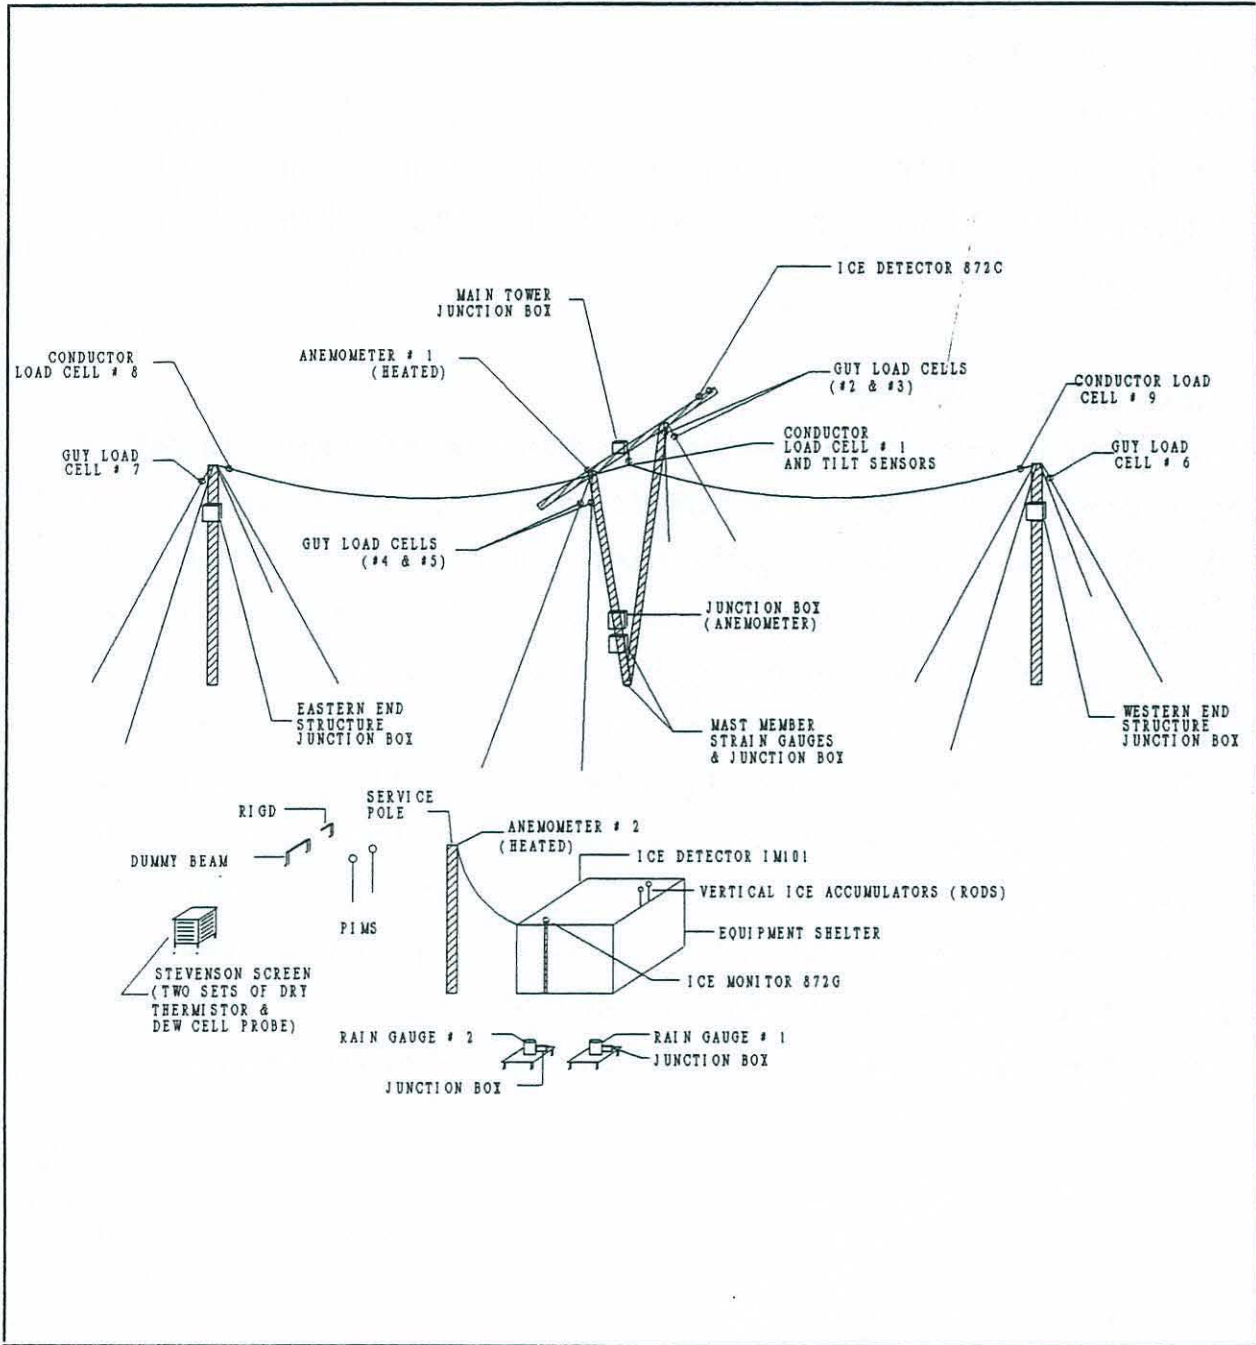 ICE DETECTOR 872C
MAIN TOWER
JUNCTION BOX
ANEMOMETER # 1
(HEATED)
CONDUCTOR
LOAD CELL # 8
GUY LOAD CELLS
(#2 & #3)
CONDUCTOR LOAD
CELL # 9
GUY LOAD
CELL # 7
CONDUCTOR
LOAD CELL # 1
AND TILT SENSORS
GUY LOAD
CELL # 6
GUY LOAD CELLS
(#4 & #5)
JUNCTION BOX
(ANEMOMETER)
EASTERN END
STRUCTURE
JUNCTION BOX
MAST MEMBER
STRAIN GAUGES
& JUNCTION BOX
WESTERN END
STRUCTURE
JUNCTION BOX
RIGD
SERVICE
POLE
ANEMOMETER # 2
(HEATED)
DUMMY BEAM
ICE DETECTOR IM101
VERTICAL ICE ACCUMULATORS (RODS)
PIMS
EQUIPMENT SHELTER
STEVENSON SCREEN
(TWO SETS OF DRY
THERMISTOR &
DEW CELL PROBE)
ICE MONITOR 872G
RAIN GAUGE # 2
RAIN GAUGE # 1
JUNCTION BOX
JUNCTION BOX